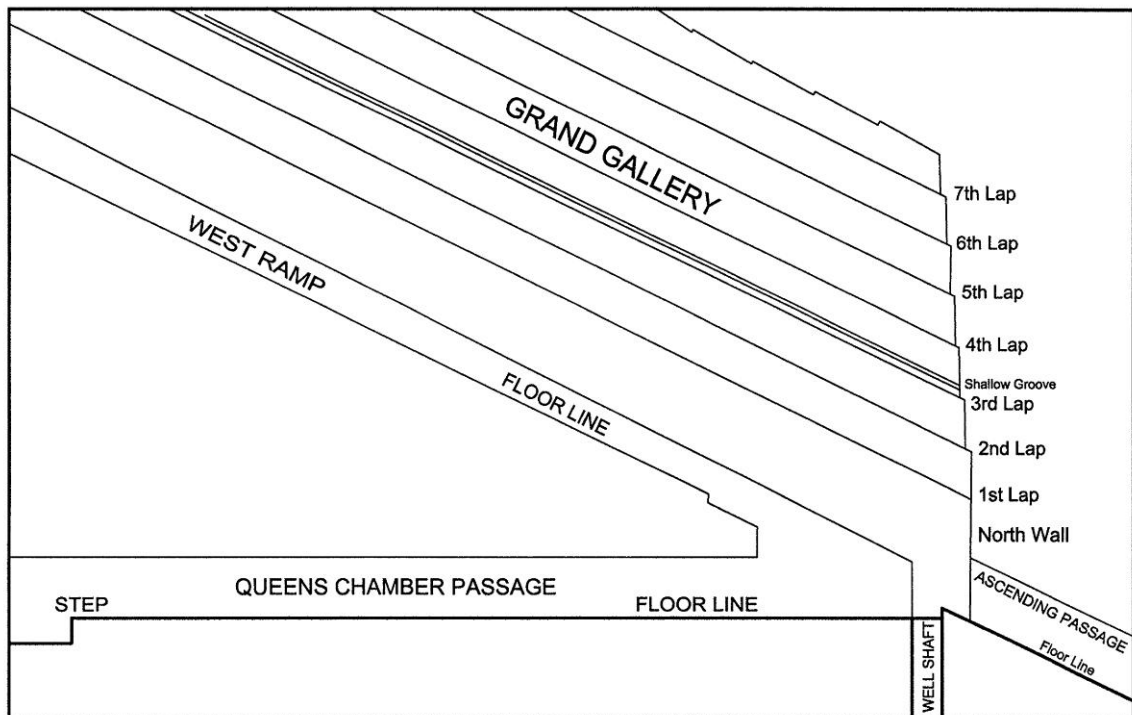 GRAND GALLERY
7th Lap
6th Lap
5th Lap
4th Lap
Shallow Groove
3rd Lap
2nd Lap
1st Lap
North Wall
WEST RAMP
FLOOR LINE
ASCENDING PASSAGE
Floor Line
QUEENS CHAMBER PASSAGE
STEP
FLOOR LINE
WELL SHAFT